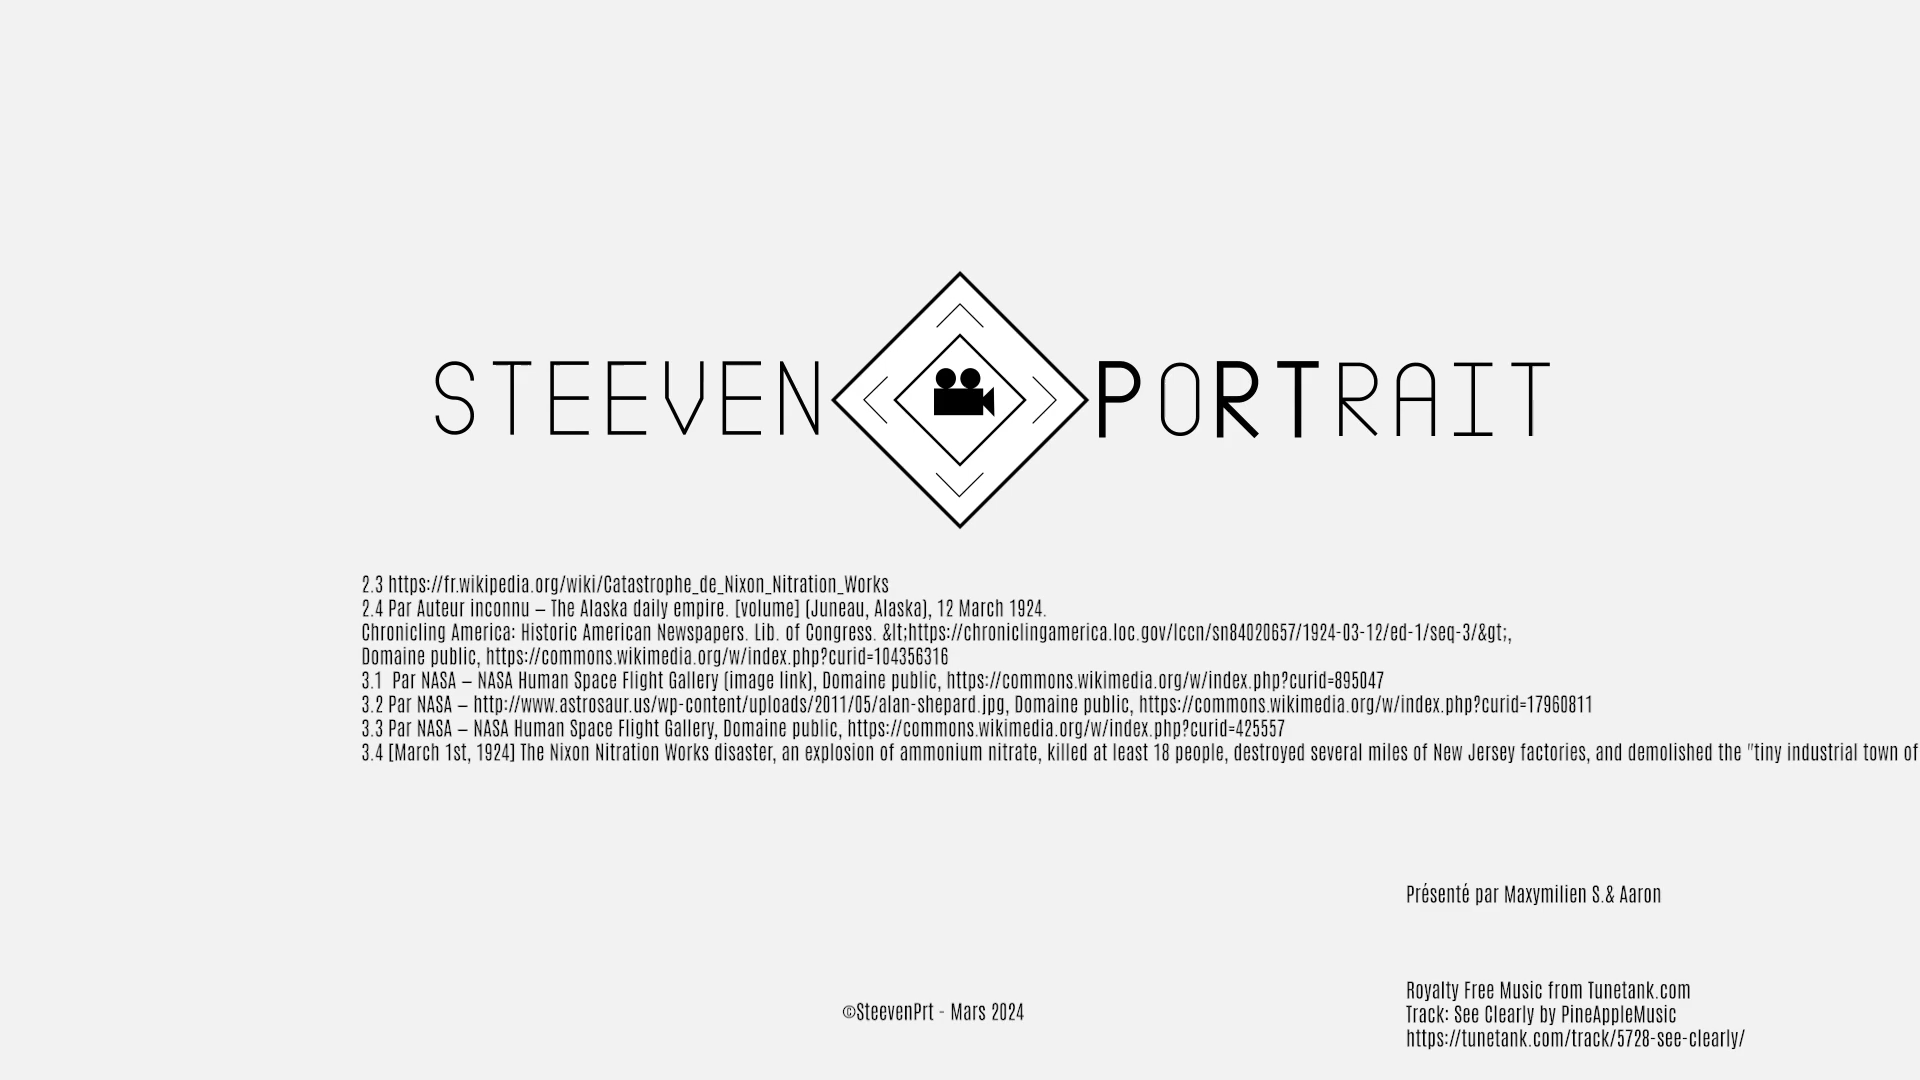 STEEVEN PORTRAIT
2.3 https://fr.wikipedia.org/wiki/Catastrophe_de_Nixon_Nitration_Works
2.4 Par Auteur inconnu — The Alaska daily empire. [volume] (Juneau, Alaska), 12 March 1924.
Chronicling America: Historic American Newspapers. Lib. of Congress. &lt;https://chroniclingamerica.loc.gov/lccn/sn84020657/1924-03-12/ed-1/seq-3/&gt;,
Domaine public, https://commons.wikimedia.org/w/index.php?curid=104356316
3.1  Par NASA — NASA Human Space Flight Gallery (image link), Domaine public, https://commons.wikimedia.org/w/index.php?curid=895047
3.2 Par NASA — http://www.astrosaur.us/wp-content/uploads/2011/05/alan-shepard.jpg, Domaine public, https://commons.wikimedia.org/w/index.php?curid=17960811
3.3 Par NASA — NASA Human Space Flight Gallery, Domaine public, https://commons.wikimedia.org/w/index.php?curid=425557
3.4 [March 1st, 1924] The Nixon Nitration Works disaster, an explosion of ammonium nitrate, killed at least 18 people, destroyed several miles of New Jersey factories, and demolished the "tiny industrial town of
Présenté par Maxymilien S.& Aaron
©SteevenPrt - Mars 2024
Royalty Free Music from Tunetank.com
Track: See Clearly by PineAppleMusic
https://tunetank.com/track/5728-see-clearly/